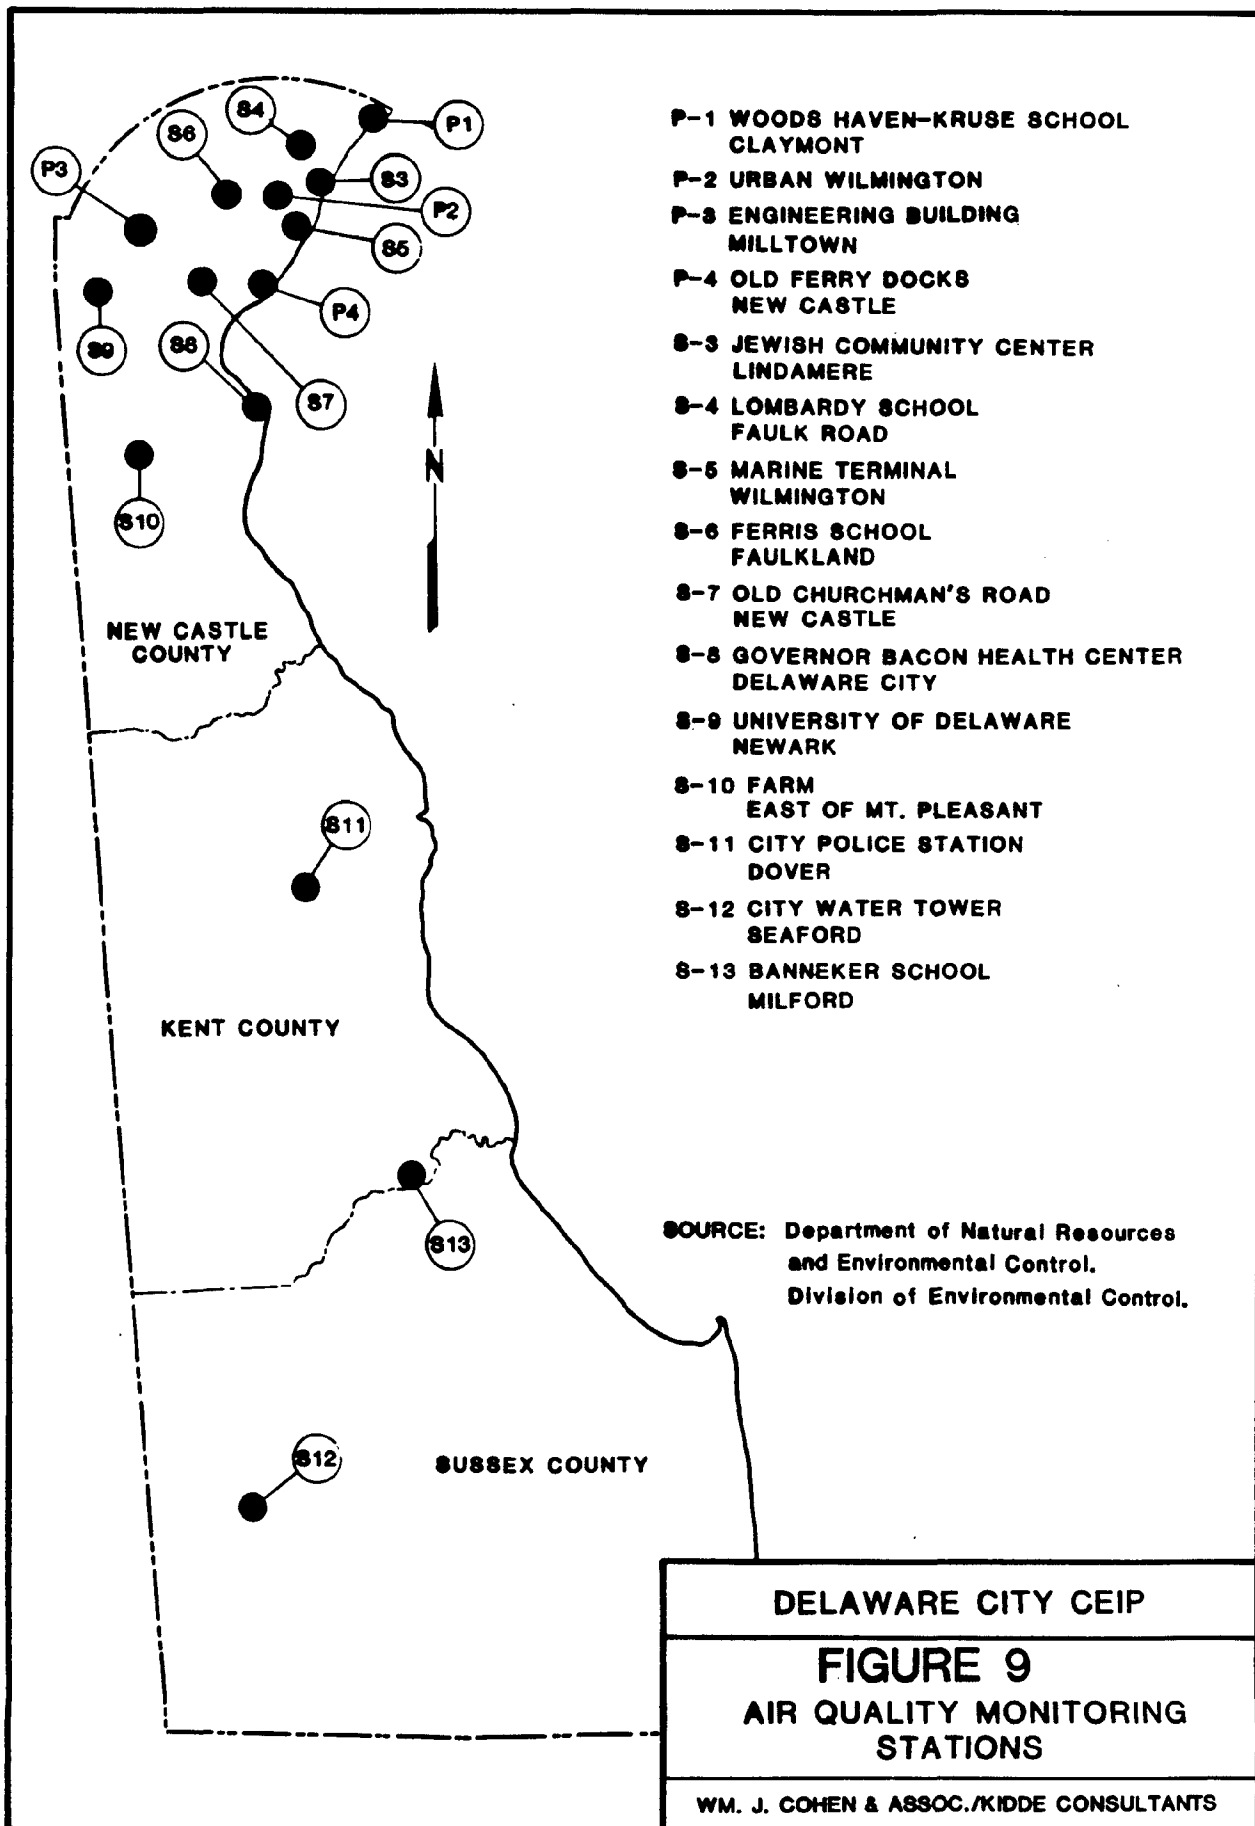 S4
P1
S6
P3
S3
P2
S5
P4
S9
S8
S7
N
S10
NEW CASTLE
COUNTY
S11
KENT COUNTY
S13
S12
SUSSEX COUNTY
P-1 WOODS HAVEN-KRUSE SCHOOL
CLAYMONT
P-2 URBAN WILMINGTON
P-3 ENGINEERING BUILDING
MILLTOWN
P-4 OLD FERRY DOCKS
NEW CASTLE
S-3 JEWISH COMMUNITY CENTER
LINDAMERE
S-4 LOMBARDY SCHOOL
FAULK ROAD
S-5 MARINE TERMINAL
WILMINGTON
S-6 FERRIS SCHOOL
FAULKLAND
S-7 OLD CHURCHMAN'S ROAD
NEW CASTLE
S-8 GOVERNOR BACON HEALTH CENTER
DELAWARE CITY
S-9 UNIVERSITY OF DELAWARE
NEWARK
S-10 FARM
EAST OF MT. PLEASANT
S-11 CITY POLICE STATION
DOVER
S-12 CITY WATER TOWER
SEAFORD
S-13 BANNEKER SCHOOL
MILFORD
SOURCE: Department of Natural Resources
and Environmental Control.
Division of Environmental Control.
DELAWARE CITY CEIP
FIGURE 9
AIR QUALITY MONITORING
STATIONS
WM. J. COHEN & ASSOC./KIDDE CONSULTANTS